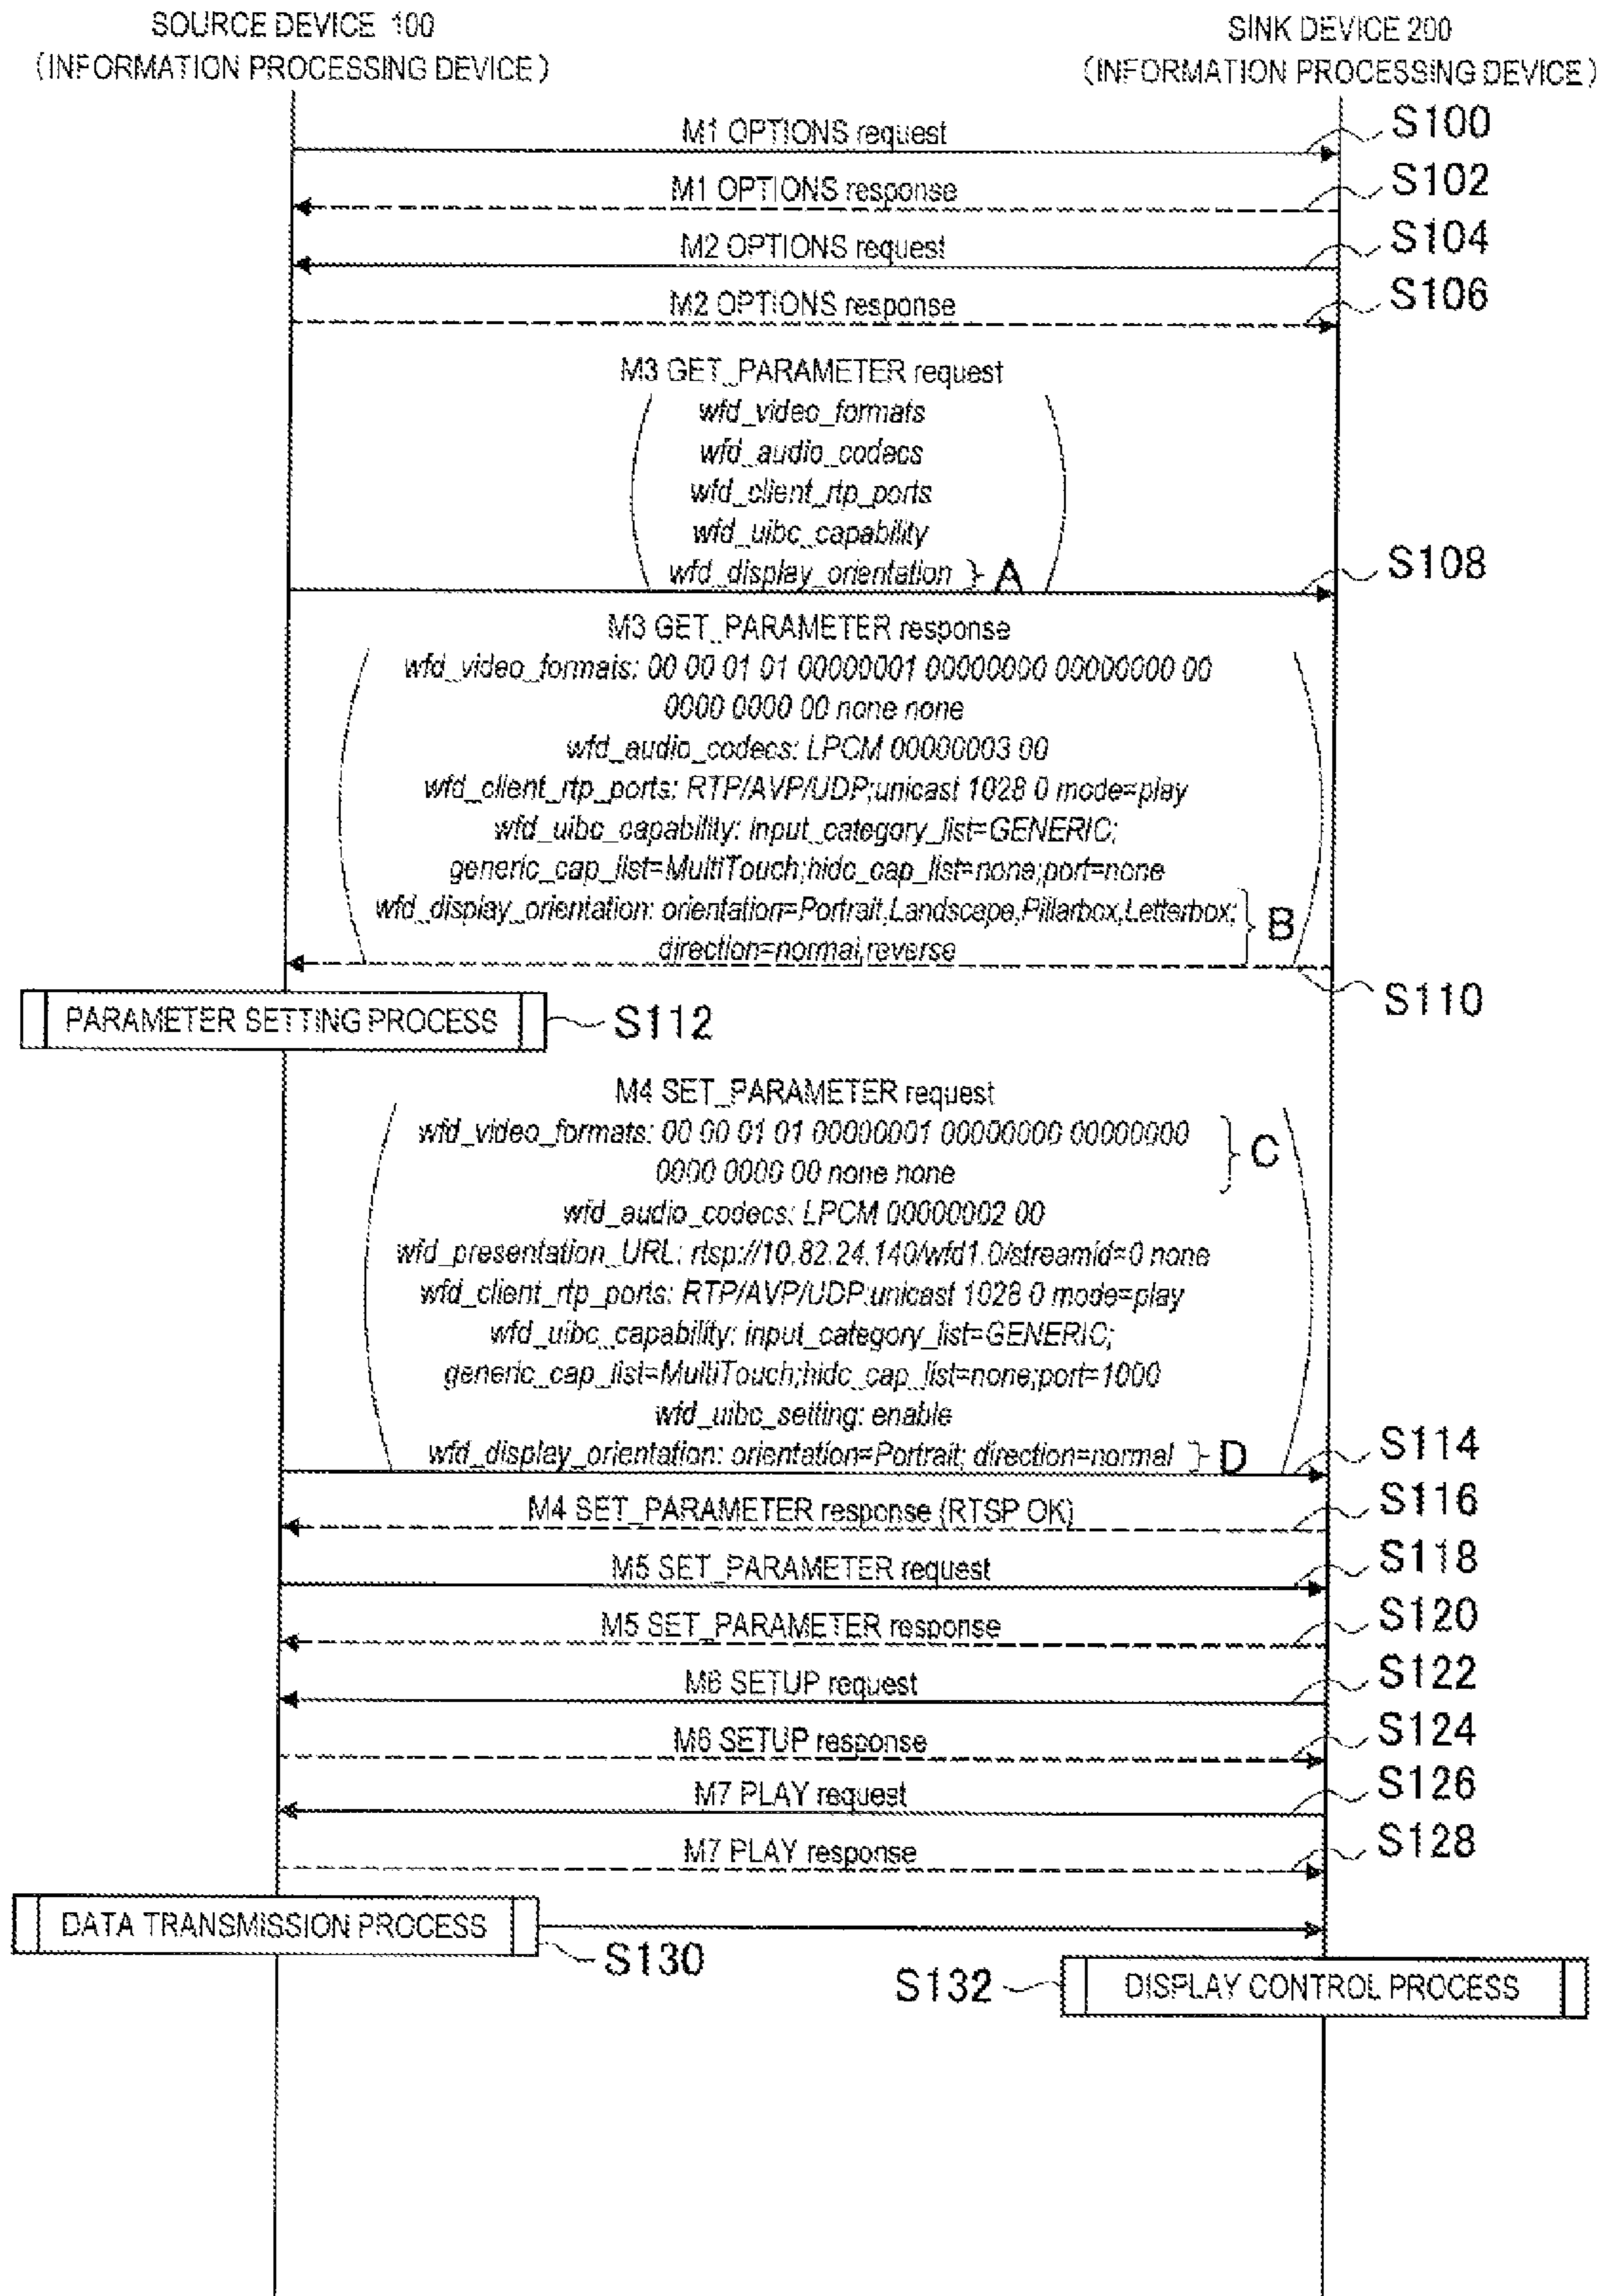 SOURCE DEVICE 100
(INFORMATION PROCESSING DEVICE)
SINK DEVICE 200
(INFORMATION PROCESSING DEVICE)
M1 OPTIONS request
S100
M1 OPTIONS response
S102
M2 OPTIONS request
S104
M2 OPTIONS response
S106
M3 GET_PARAMETER request
wfd_video_formats
wfd_audio_codecs
wfd_client_rtp_ports
wfd_uibc_capability
wfd_display_orientation } A
S108
M3 GET_PARAMETER response
wfd_video_formats: 00 00 01 01 00000001 00000000 00000000 00
0000 0000 00 none none
wfd_audio_codecs: LPCM 00000003 00
wfd_client_rtp_ports: RTP/AVP/UDP;unicast 1028 0 mode=play
wfd_uibc_capability: input_category_list=GENERIC;
generic_cap_list=MultiTouch;hidc_cap_list=none;port=none
wfd_display_orientation: orientation=Portrait,Landscape,Pillarbox,Letterbox;
direction=normal,reverse
B
S110
PARAMETER SETTING PROCESS
S112
M4 SET_PARAMETER request
wfd_video_formats: 00 00 01 01 00000001 00000000 00000000
0000 0000 00 none none
C
wfd_audio_codecs: LPCM 00000002 00
wfd_presentation_URL: rtsp://10.82.24.140/wfd1.0/streamid=0 none
wfd_client_rtp_ports: RTP/AVP/UDP;unicast 1028 0 mode=play
wfd_uibc_capability: input_category_list=GENERIC;
generic_cap_list=MultiTouch;hidc_cap_list=none;port=1000
wfd_uibc_setting: enable
wfd_display_orientation: orientation=Portrait; direction=normal } D
S114
M4 SET_PARAMETER response (RTSP OK)
S116
M5 SET_PARAMETER request
S118
M5 SET_PARAMETER response
S120
M6 SETUP request
S122
M6 SETUP response
S124
M7 PLAY request
S126
M7 PLAY response
S128
DATA TRANSMISSION PROCESS
S130
S132
DISPLAY CONTROL PROCESS